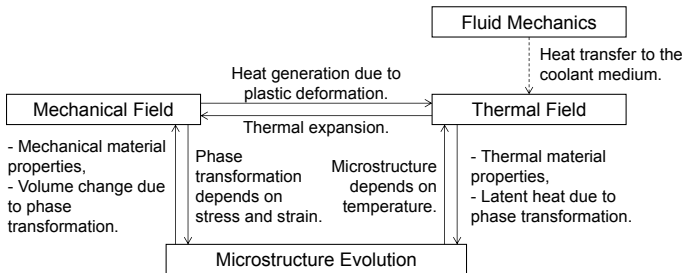 Fluid Mechanics
Heat transfer to the
coolant medium.
Heat generation due to
plastic deformation.
Mechanical Field
Thermal Field
Thermal expansion.
- Mechanical material
properties,
- Volume change due
to phase
transformation.
Phase
transformation
depends on
stress and strain.
Microstructure
depends on
temperature.
- Thermal material
properties,
- Latent heat due to
phase transformation.
Microstructure Evolution